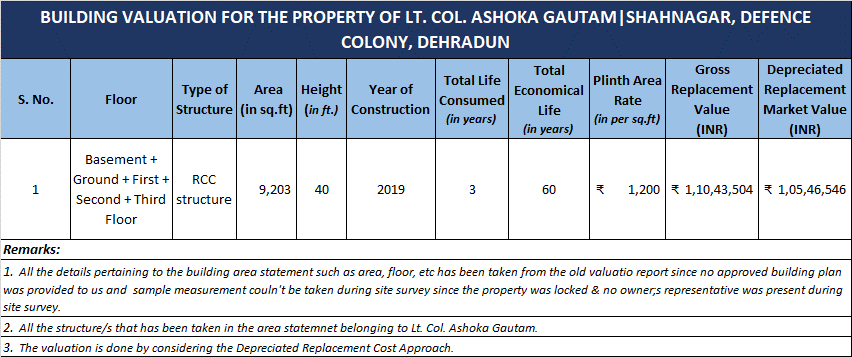 BUILDING VALUATION FOR THE PROPERTY OF LT. COL. ASHOKA GAUTAM|SHAHNAGAR, DEFENCE
COLONY, DEHRADUN
S. No.
Floor
Type of
Structure
Area
(in sq.ft)
Height
(in ft.)
Year of
Construction
Total Life
Consumed
(in years)
Total
Economical
Life
(in years)
Plinth Area
Rate
(in per sq.ft)
Gross
Replacement
Value
(INR)
Depreciated
Replacement
Market Value
(INR)
1
Basement +
Ground + First +
Second + Third
Floor
RCC
structure
9,203
40
2019
3
60
₹ 1,200
₹ 1,10,43,504
₹ 1,05,46,546
Remarks:
1. All the details pertaining to the building area statement such as area, floor, etc has been taken from the old valuatio report since no approved building plan
was provided to us and sample measurement couln't be taken during site survey since the property was locked & no owner;s representative was present during
site survey.
2. All the structure/s that has been taken in the area statemnet belonging to Lt. Col. Ashoka Gautam.
3. The valuation is done by considering the Depreciated Replacement Cost Approach.